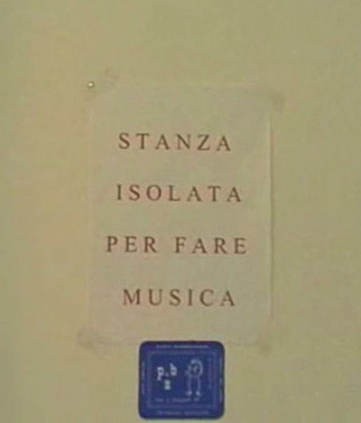 STANZA
ISOLATA
PER FARE
MUSICA
p.b